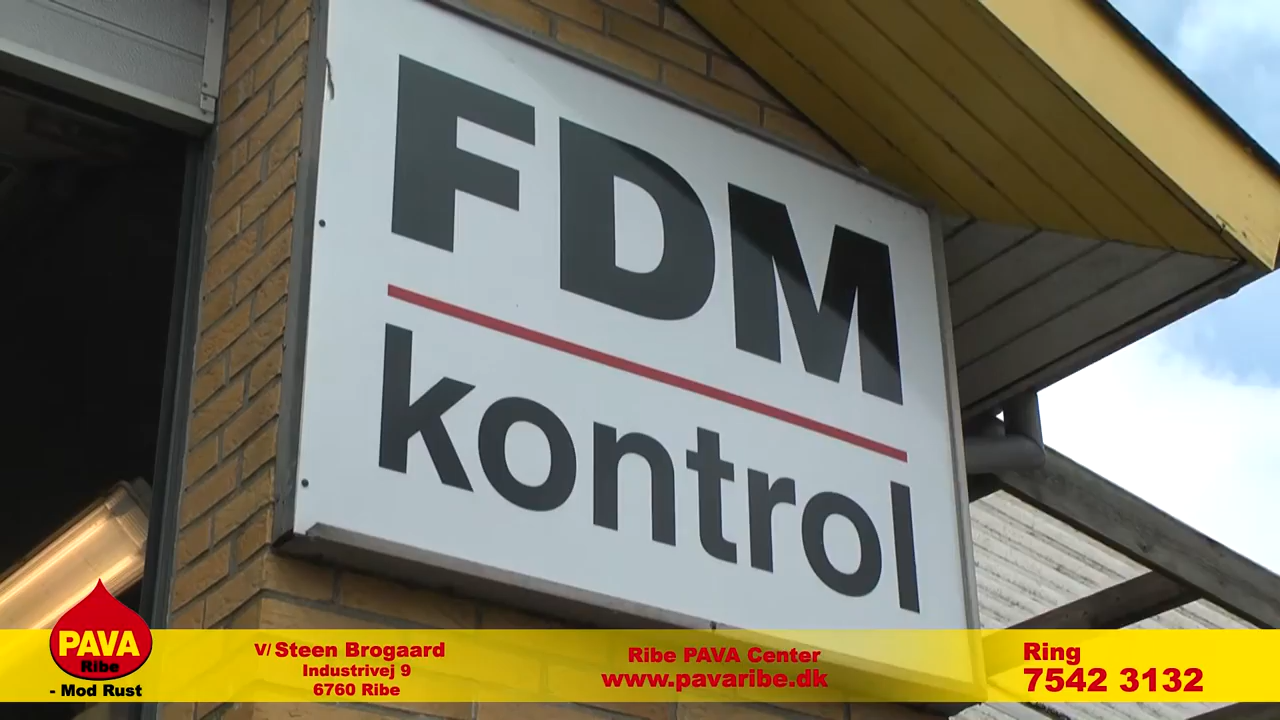 FDM
kontrol
PAVA
Ribe
- Mod Rust
V/ Steen Brogaard
Industrivej 9
6760 Ribe
Ribe PAVA Center
www.pavaribe.dk
Ring
7542 3132